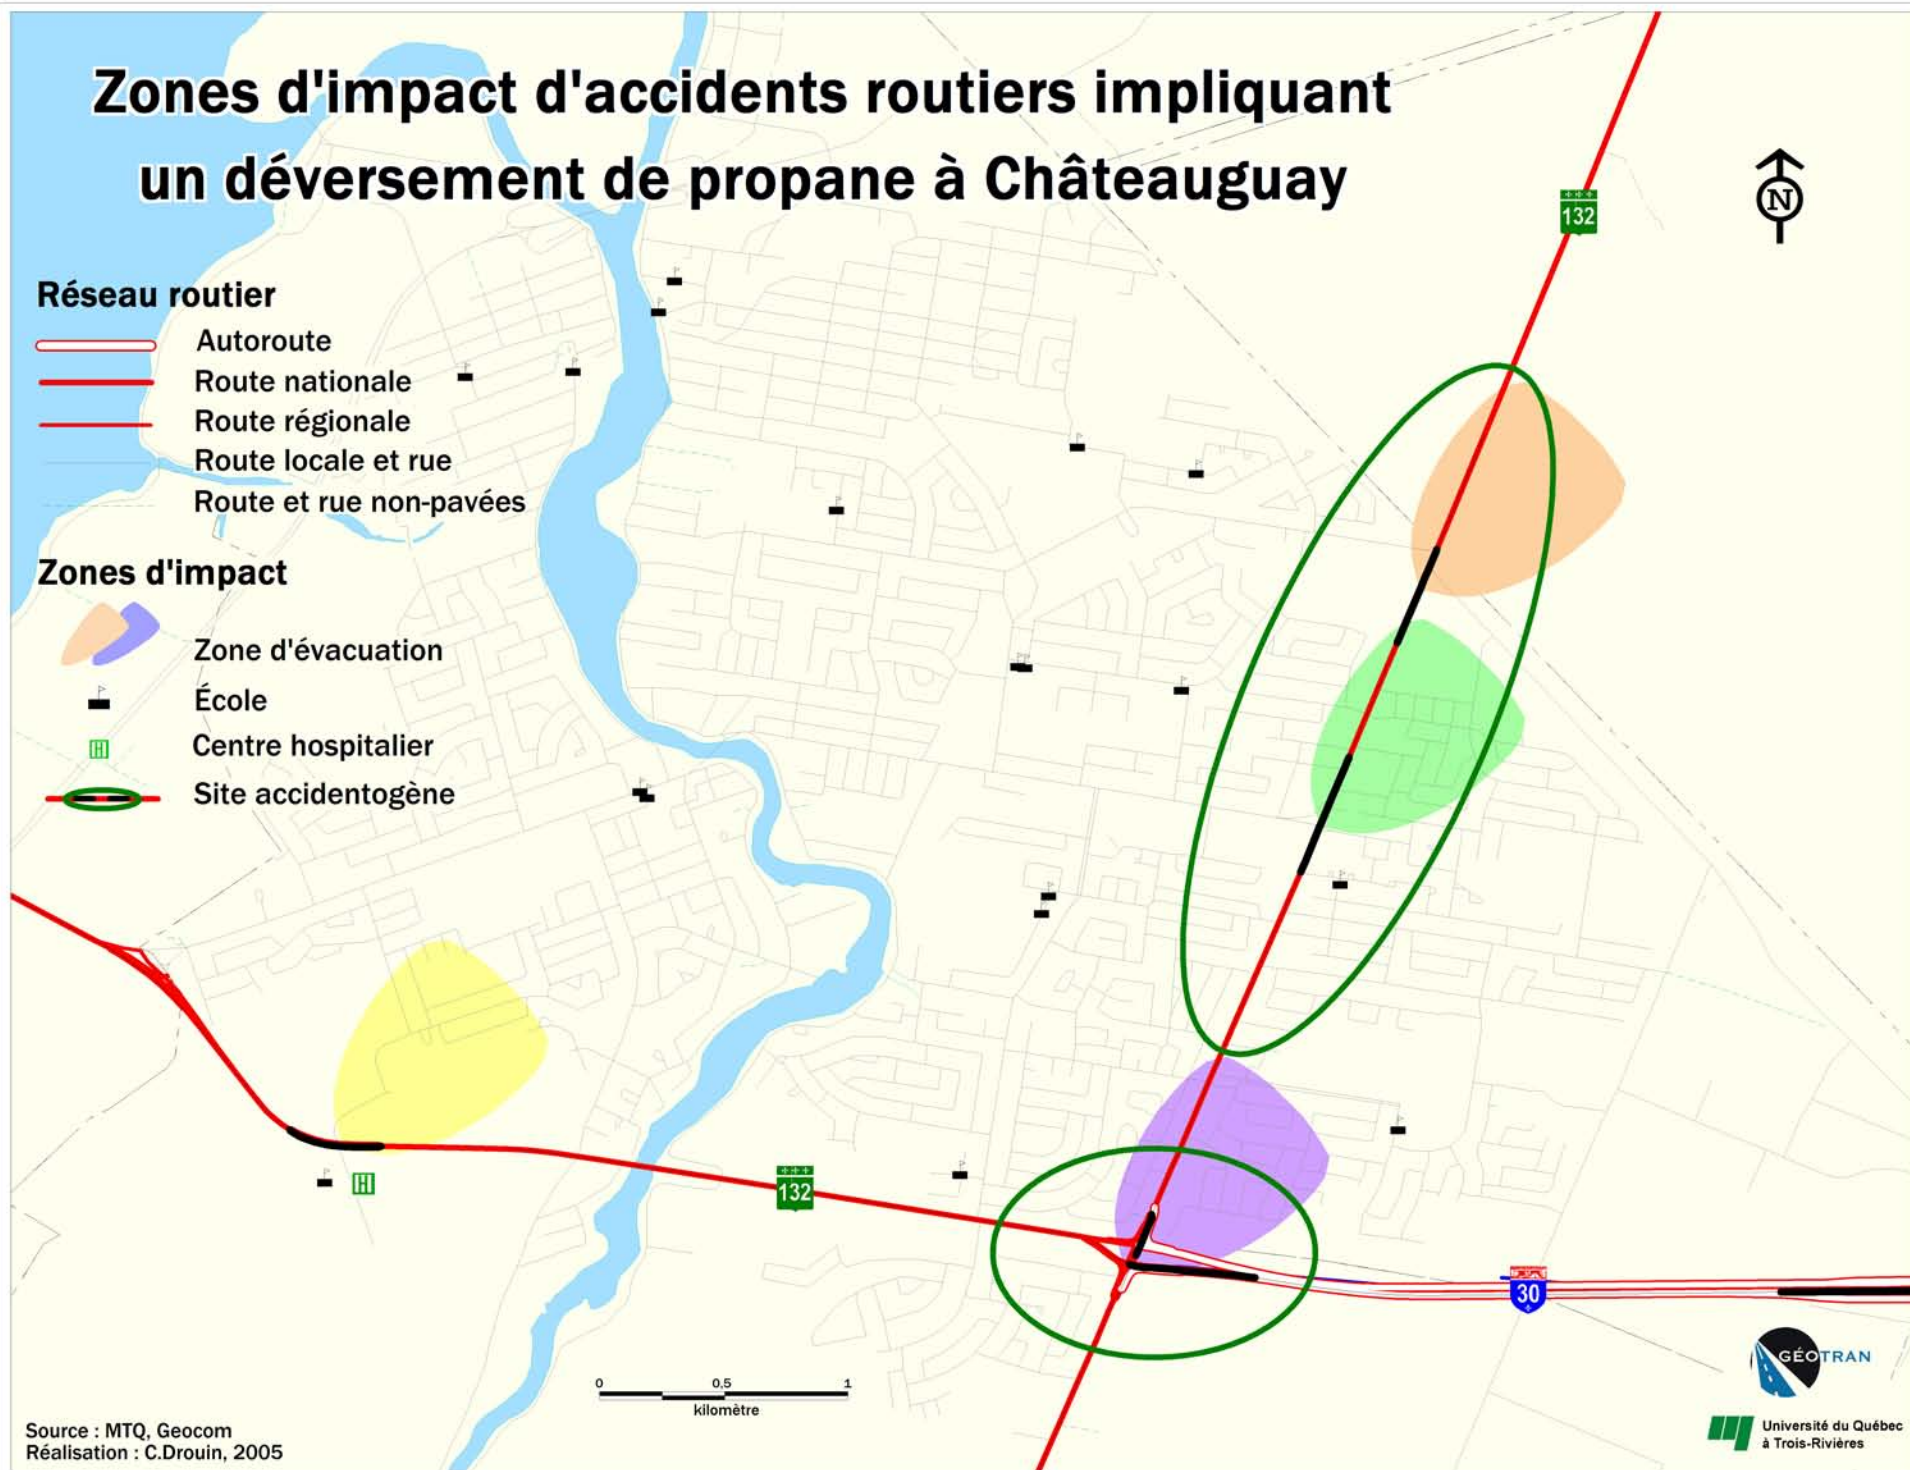 Zones d'impact d'accidents routiers impliquant
un déversement de propane à Châteauguay
132
N
Réseau routier
Autoroute
Route nationale
Route régionale
Route locale et rue
Route et rue non-pavées
Zones d'impact
Zone d'évacuation
École
H
Centre hospitalier
Site accidentogène
H
132
30
0 0,5 1
kilomètre
GÉOTRAN
Source : MTQ, Geocom
Réalisation : C.Drouin, 2005
Université du Québec
à Trois-Rivières